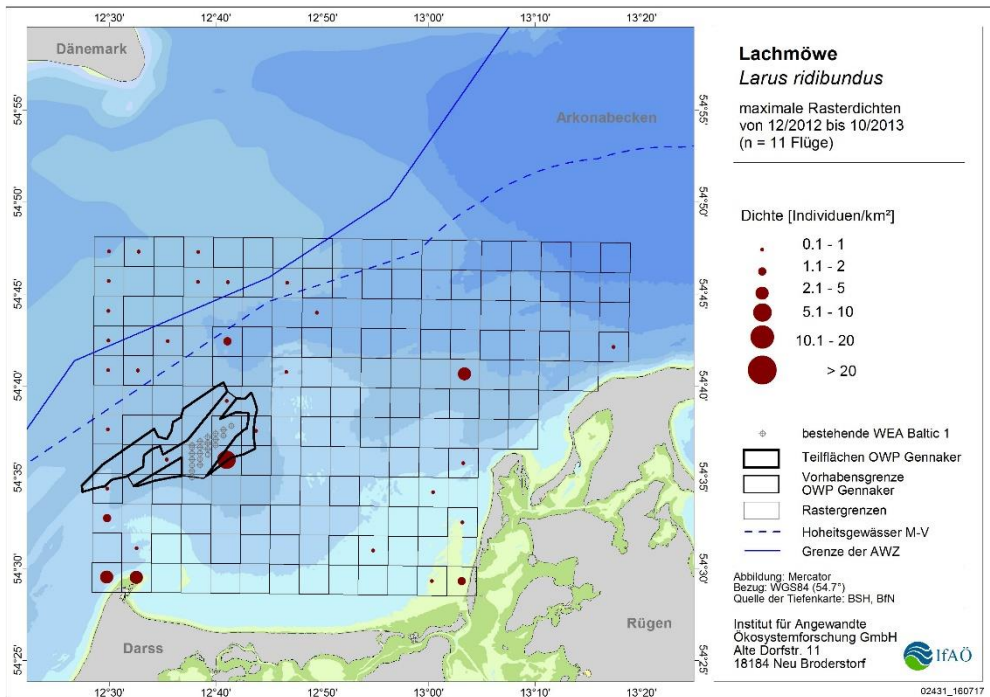 12°30' 12°40' 12°50' 13°00' 13°10' 13°20'
Dänemark
Arkonabecken
54°55'
54°50'
54°45'
54°40'
54°35'
54°30'
54°25'
54°55'
54°50'
54°45'
54°40'
54°35'
54°30'
54°25'
Darss
Rügen
12°30' 12°40' 12°50' 13°00' 13°10' 13°20'
Lachmöwe
Larus ridibundus
maximale Rasterdichten
von 12/2012 bis 10/2013
(n = 11 Flüge)
Dichte [Individuen/km²]
0.1 - 1
1.1 - 2
2.1 - 5
5.1 - 10
10.1 - 20
> 20
bestehende WEA Baltic 1
Teilflächen OWP Gennaker
Vorhabensgrenze
OWP Gennaker
Rastergrenzen
Hoheitsgewässer M-V
Grenze der AWZ
Abbildung: Mercator
Bezug: WGS84 (54.7°)
Quelle der Tiefenkarte: BSH, BfN
Institut für Angewandte
Ökosystemforschung GmbH
Alte Dorfstr. 11
18184 Neu Broderstorf
IfAÖ
02431_160717